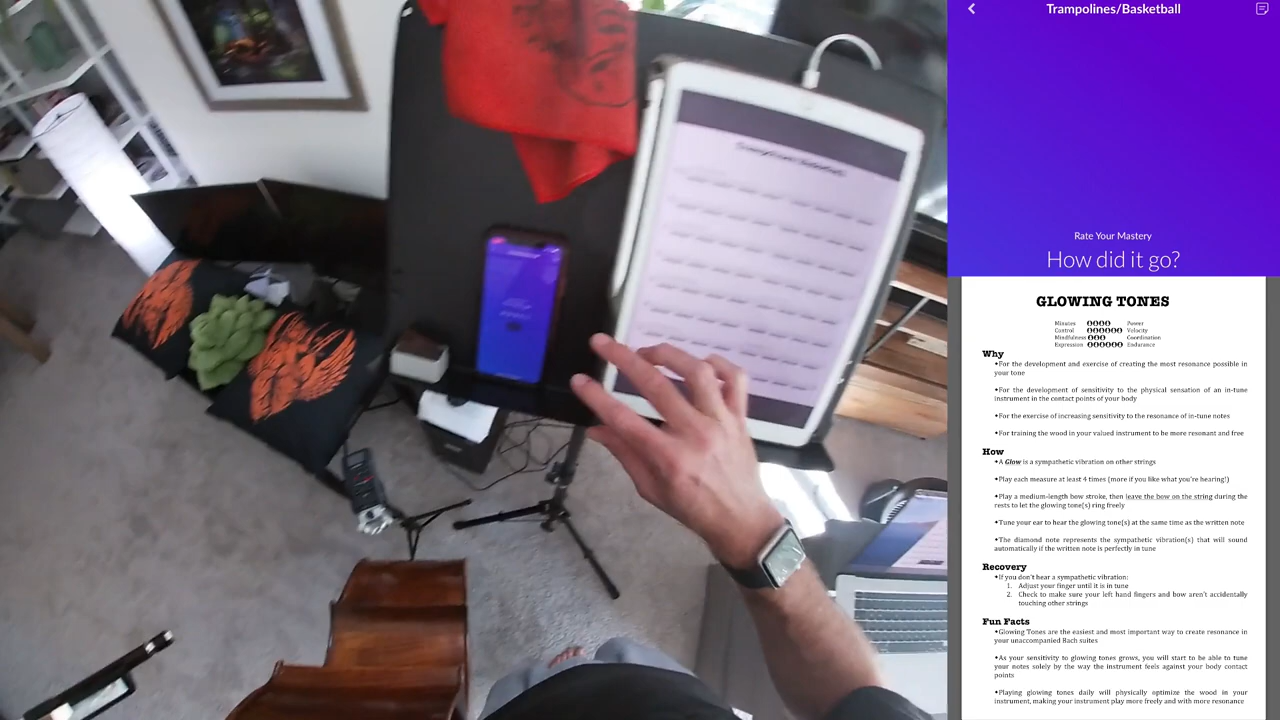 Trampolines/Basketball
Rate Your Mastery
How did it go?
GLOWING TONES
Minutes Power
Control Velocity
Mindfulness Coordination
Expression Endurance
Why
•For the development and exercise of creating the most resonance possible in
your tone
•For the development of sensitivity to the physical sensation of an in-tune
instrument in the contact points of your body
•For the exercise of increasing sensitivity to the resonance of in-tune notes
•For training the wood in your valued instrument to be more resonant and free
How
•A Glow is a sympathetic vibration on other strings
•Play each measure at least 4 times (more if you like what you're hearing!)
•Play a medium-length bow stroke, then leave the bow on the string during the
rests to let the glowing tone(s) ring freely
•Tune your ear to hear the glowing tone(s) at the same time as the written note
•The diamond note represents the sympathetic vibration(s) that will sound
automatically if the written note is perfectly in tune
Recovery
•If you don't hear a sympathetic vibration:
1. Adjust your finger until it is in tune
2. Check to make sure your left hand fingers and bow aren't accidentally
touching other strings
Fun Facts
•Glowing Tones are the easiest and most important way to create resonance in
your unaccompanied Bach suites
•As your sensitivity to glowing tones grows, you will start to be able to tune
your notes solely by the way the instrument feels against your body contact
points
•Playing glowing tones daily will physically optimize the wood in your
instrument, making your instrument play more freely and with more resonance